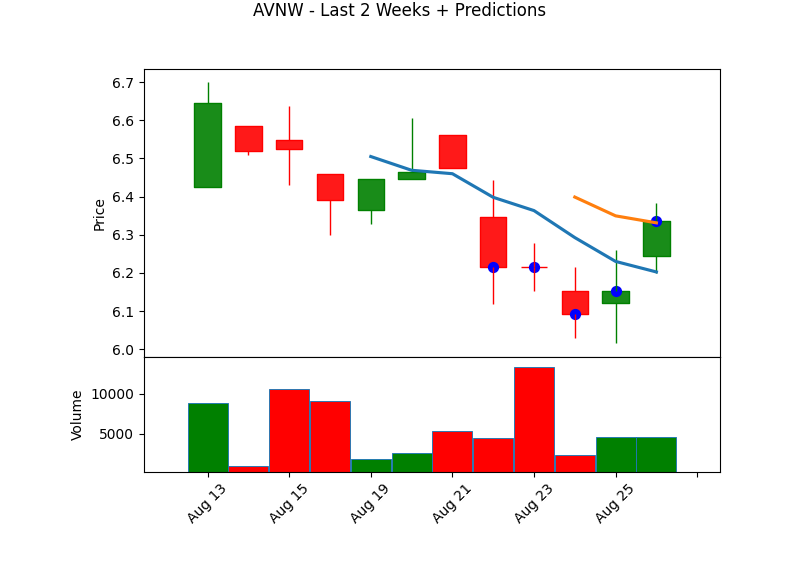 AVNW - Last 2 Weeks + Predictions
6.7
6.6
6.5
6.4
6.3
6.2
6.1
6.0
Price
10000
5000
Volume
Aug 13
Aug 15
Aug 19
Aug 21
Aug 23
Aug 25